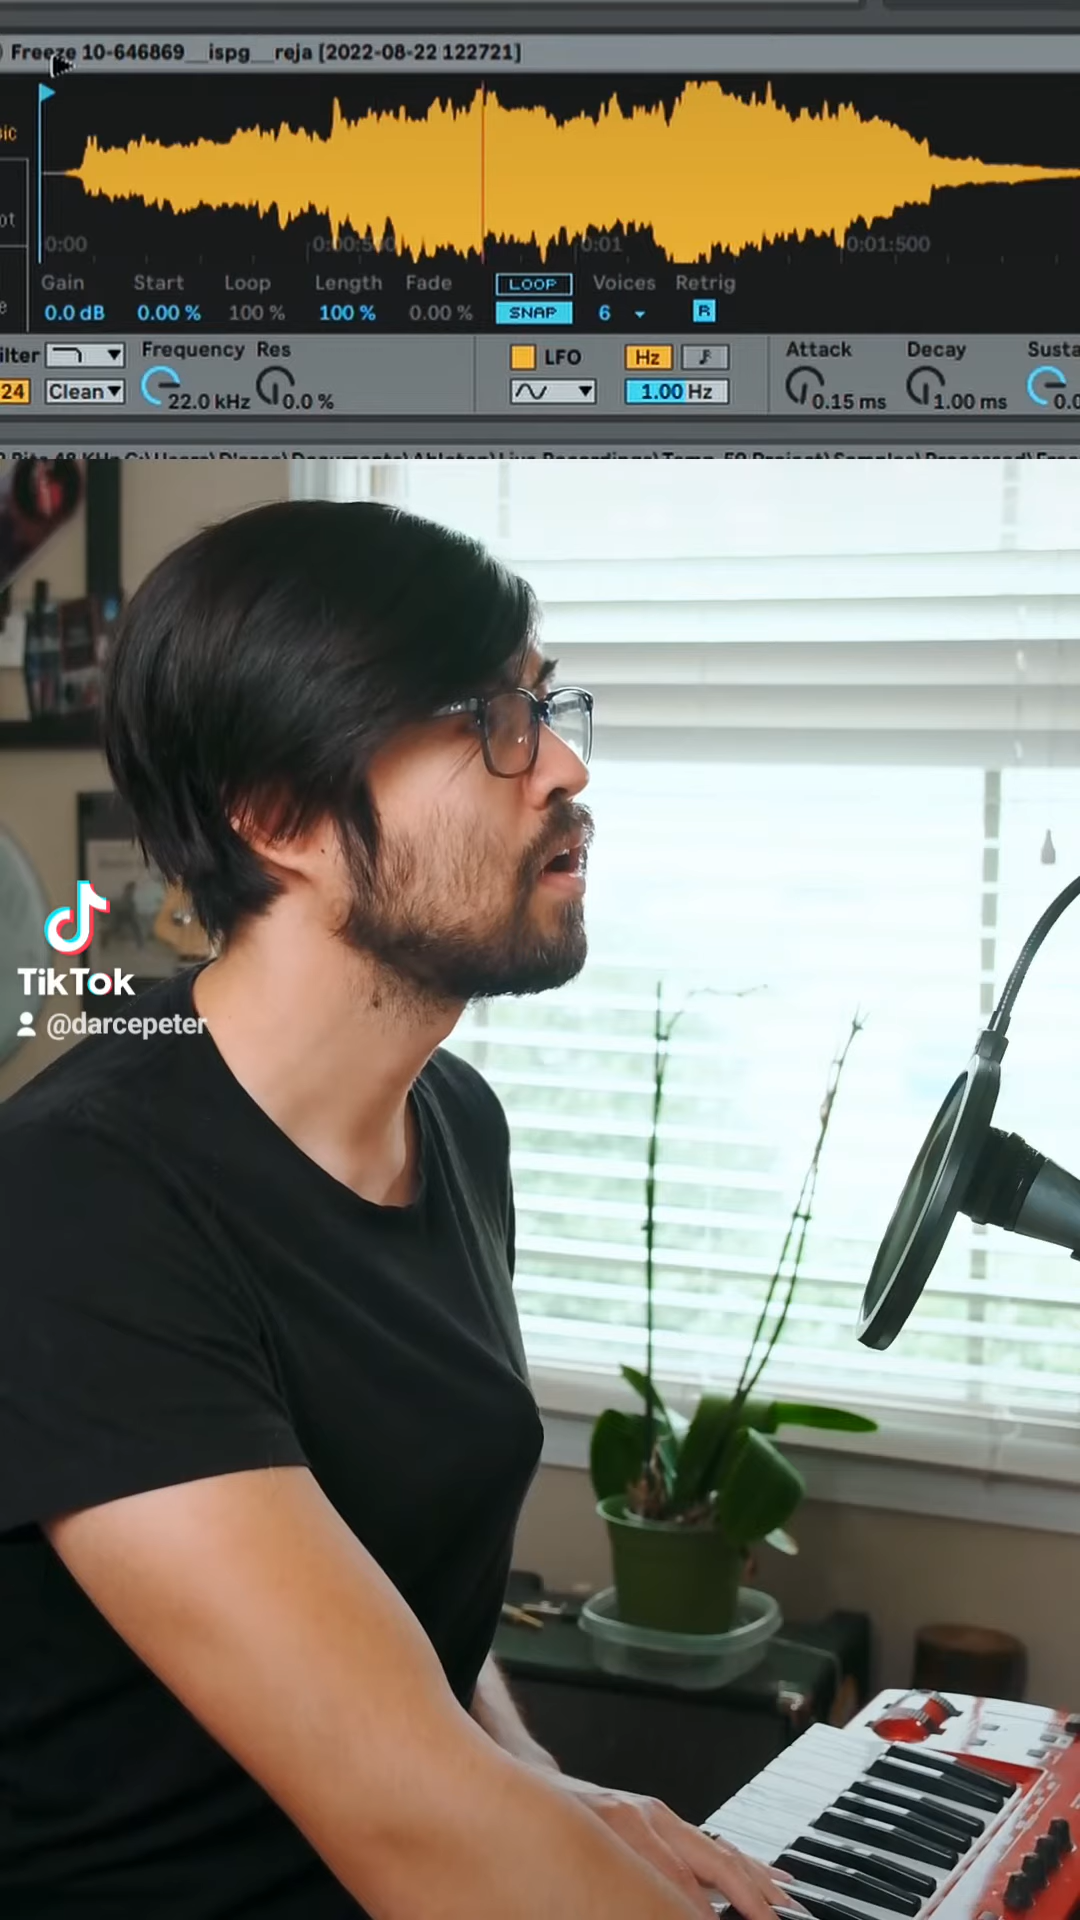 Freeze 10-646869__ispg__reja [2022-08-22 122721]
0:00 0:00:500 0:01 0:01:500
Gain Start Loop Length Fade LOOP Voices Retrig
0.0 dB 0.00 % 100 % 100 % 0.00 % SNAP 6 R
Frequency Res LFO Hz Attack Decay
24 Clean 22.0 kHz 0.0 % 1.00 Hz 0.15 ms 1.00 ms
TikTok
@darcepeter